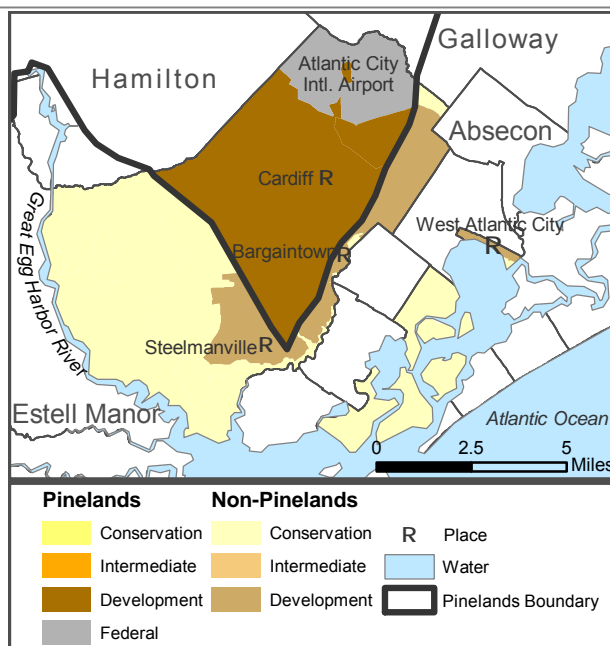 Galloway
Hamilton
Atlantic City
Intl. Airport
Absecon
Cardiff R
West Atlantic City
R
Bargaintown R
Great Egg Harbor River
Steelmanville R
Estell Manor
Atlantic Ocean
0 2.5 5
Miles
Pinelands Non-Pinelands
Conservation Conservation R Place
Intermediate Intermediate Water
Development Development Pinelands Boundary
Federal